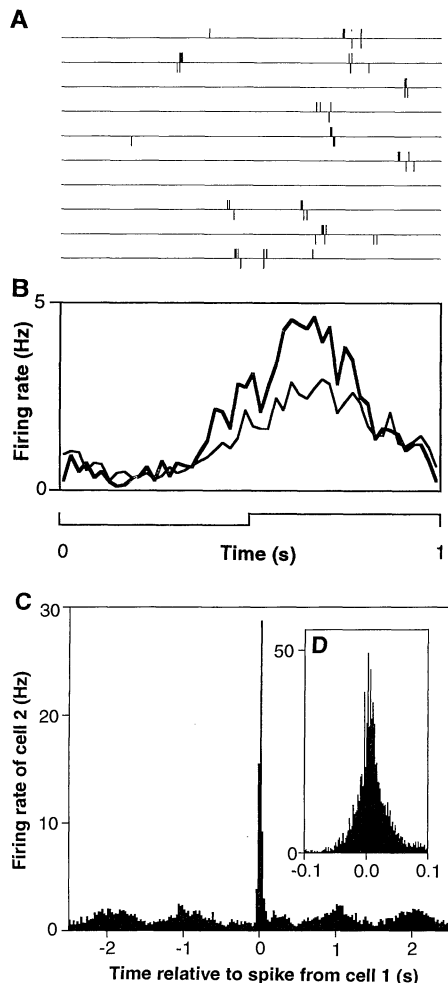 A
B
5
Firing rate (Hz)
0
0
Time (s)
1
C
30
20
10
0
Firing rate of cell 2 (Hz)
D
50
0
-0.1 0.0 0.1
-2 -1 0 1 2
Time relative to spike from cell 1 (s)